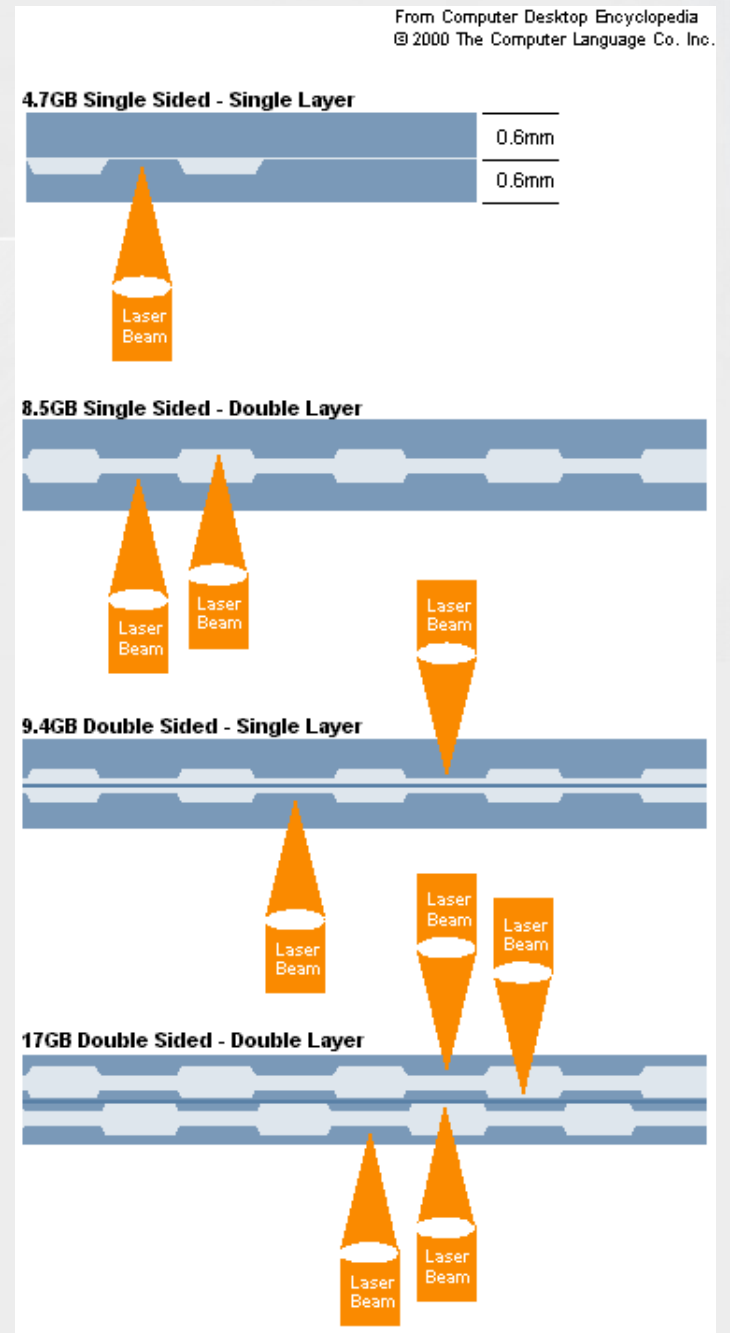 From Computer Desktop Encyclopedia
© 2000 The Computer Language Co. Inc.
4.7GB Single Sided - Single Layer
0.6mm
0.6mm
Laser
Beam
8.5GB Single Sided - Double Layer
Laser
Beam
Laser
Beam
Laser
Beam
9.4GB Double Sided - Single Layer
Laser
Beam
Laser
Beam
Laser
Beam
17GB Double Sided - Double Layer
Laser
Beam
Laser
Beam